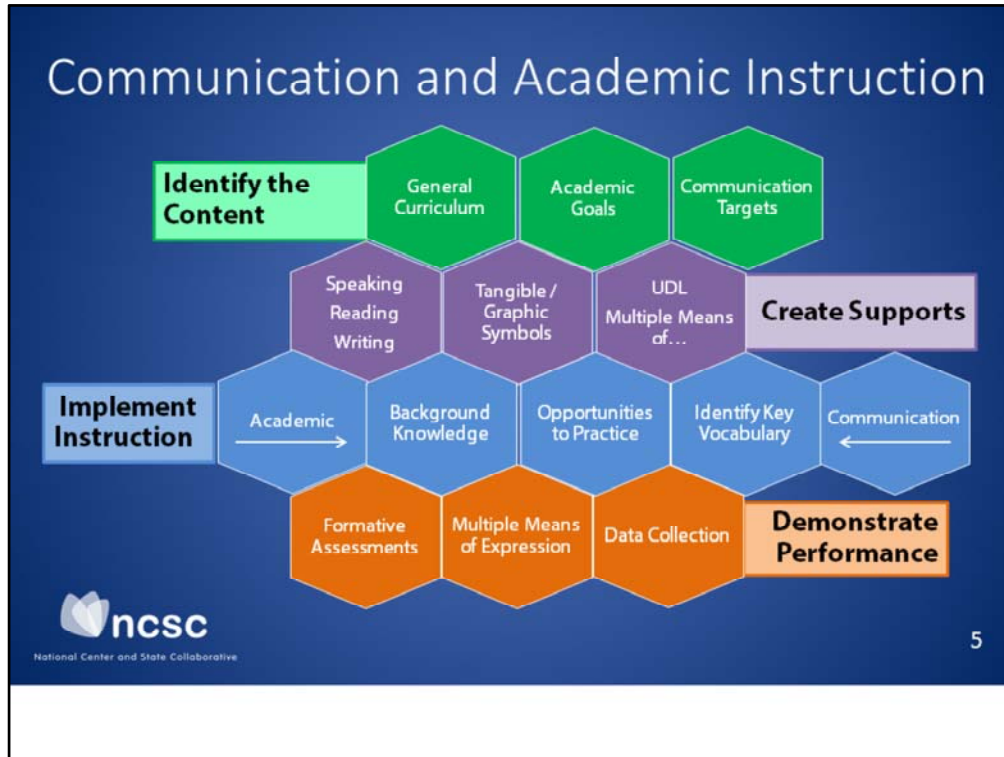 Communication and Academic Instruction
Identify the
Content
General
Curriculum
Academic
Goals
Communication
Targets
Speaking
Reading
Writing
Tangible /
Graphic
Symbols
UDL
Multiple Means
of...
Create Supports
Implement
Instruction
Academic
Background
Knowledge
Opportunities
to Practice
Identify Key
Vocabulary
Communication
Formative
Assessments
Multiple Means
of Expression
Data Collection
Demonstrate
Performance
ncsc
National Center and State Collaborative
5